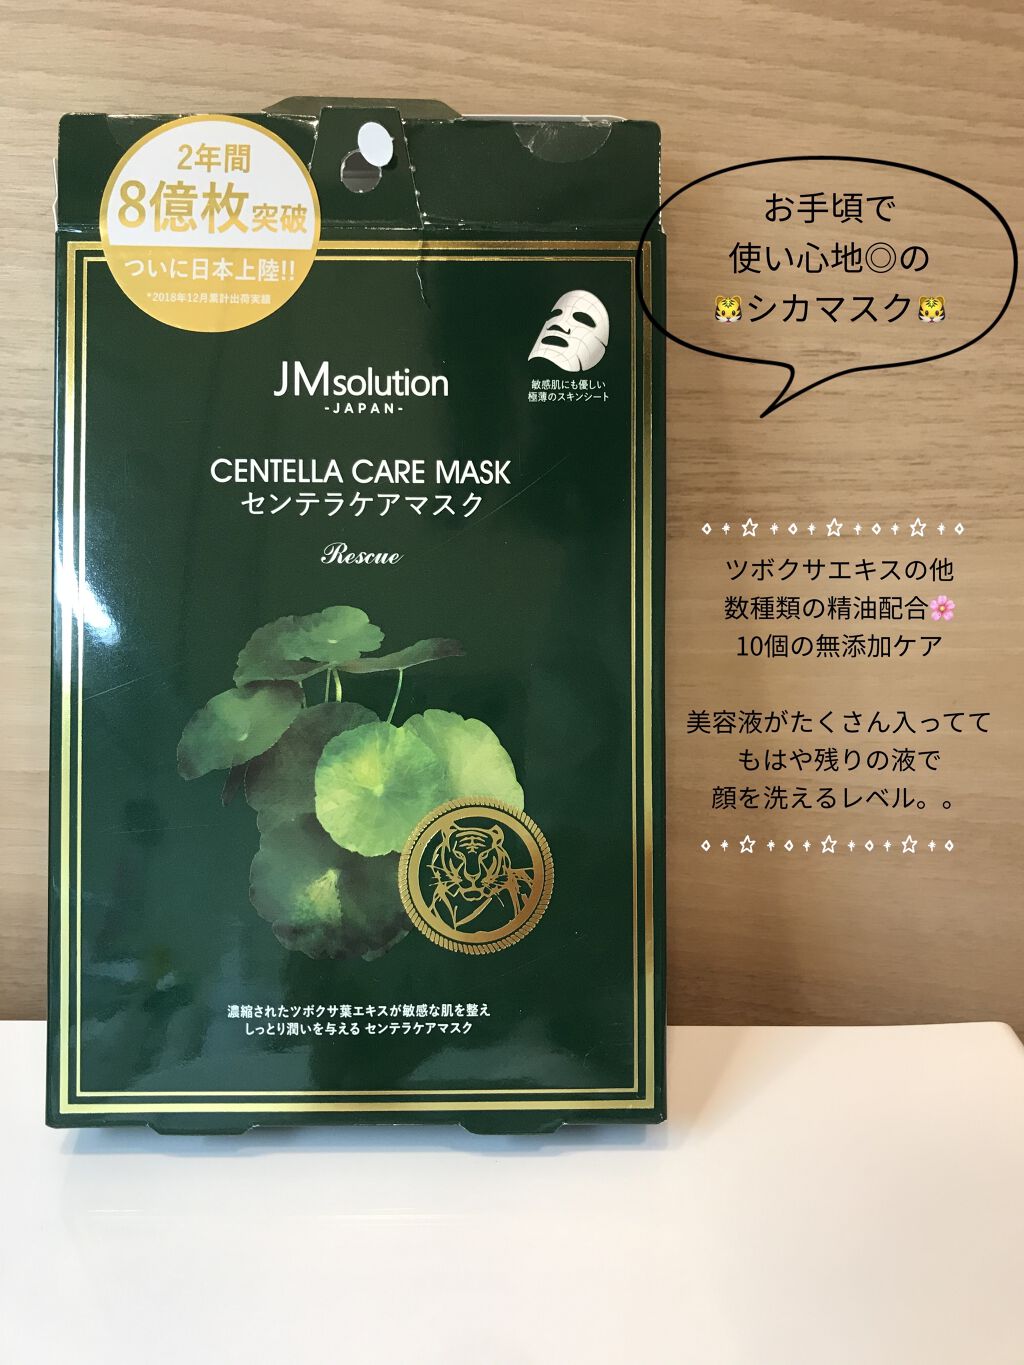 2年間
8億枚突破
ついに日本上陸!!
*2018年12月累計出荷実績
JMsolution
-JAPAN-
敏感肌にも優しい
極薄のスキンシート
CENTELLA CARE MASK
センテラケアマスク
Rescue
濃縮されたツボクサ葉エキスが敏感な肌を整え
しっとり潤いを与える センテラケアマスク
お手頃で
使い心地◎の
🐯シカマスク🐯
ツボクサエキスの他
数種類の精油配合🌸
10個の無添加ケア
美容液がたくさん入ってて
もはや残りの液で
顔を洗えるレベル。。